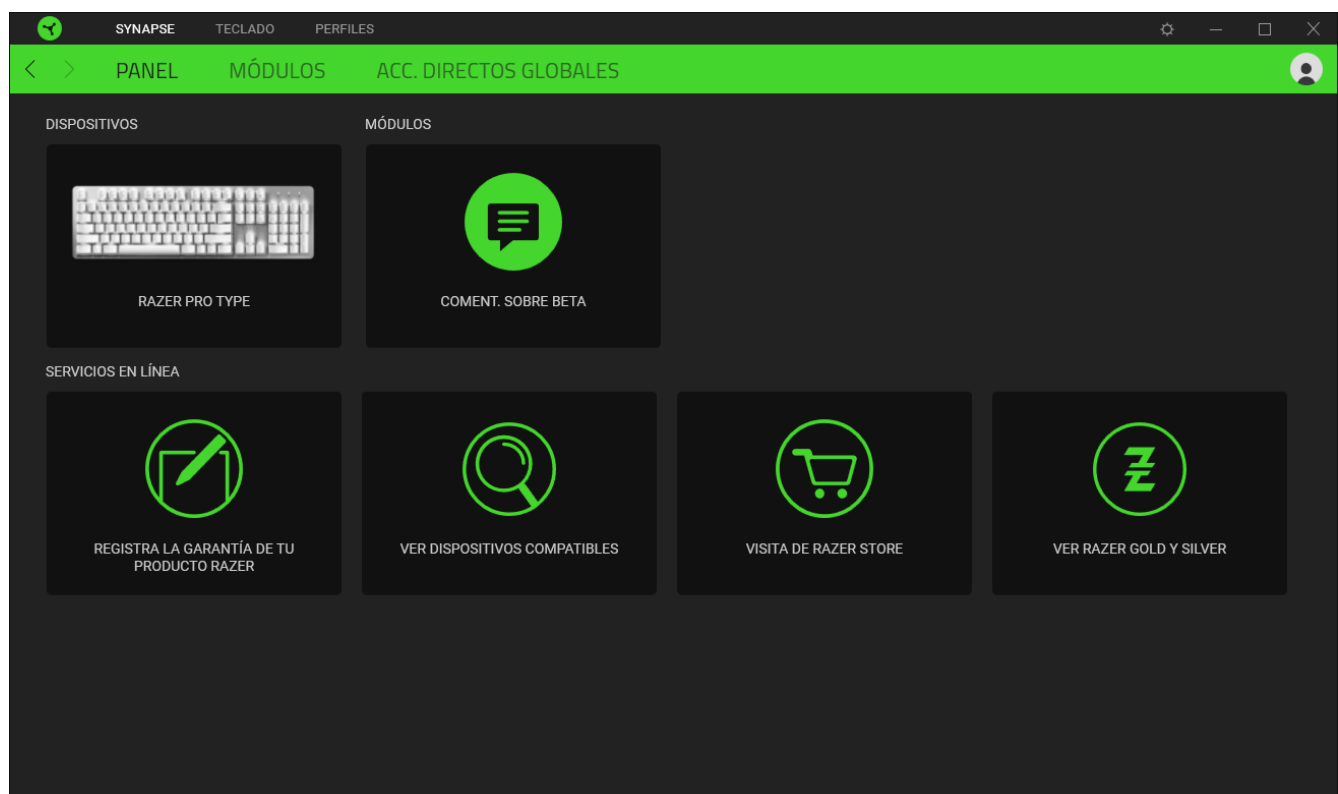 SYNAPSE TECLADO PERFILES
PANEL MÓDULOS ACC. DIRECTOS GLOBALES
DISPOSITIVOS MÓDULOS
RAZER PRO TYPE COMENT. SOBRE BETA
SERVICIOS EN LÍNEA
REGISTRA LA GARANTÍA DE TU
PRODUCTO RAZER
VER DISPOSITIVOS COMPATIBLES
VISITA DE RAZER STORE
VER RAZER GOLD Y SILVER